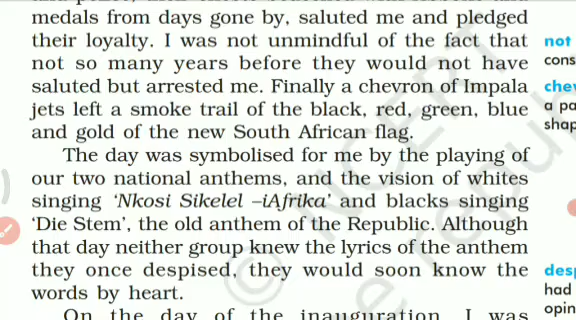 medals from days gone by, saluted me and pledged
their loyalty. I was not unmindful of the fact that
not so many years before they would not have
saluted but arrested me. Finally a chevron of Impala
jets left a smoke trail of the black, red, green, blue
and gold of the new South African flag.
The day was symbolised for me by the playing of
our two national anthems, and the vision of whites
singing ‘Nkosi Sikelel –iAfrika’ and blacks singing
‘Die Stem’, the old anthem of the Republic. Although
that day neither group knew the lyrics of the anthem
they once despised, they would soon know the
words by heart.
On the day of the inauguration, I was
not
cons
chev
a pa
shap
desp
had
opin
© NCERT
e repub